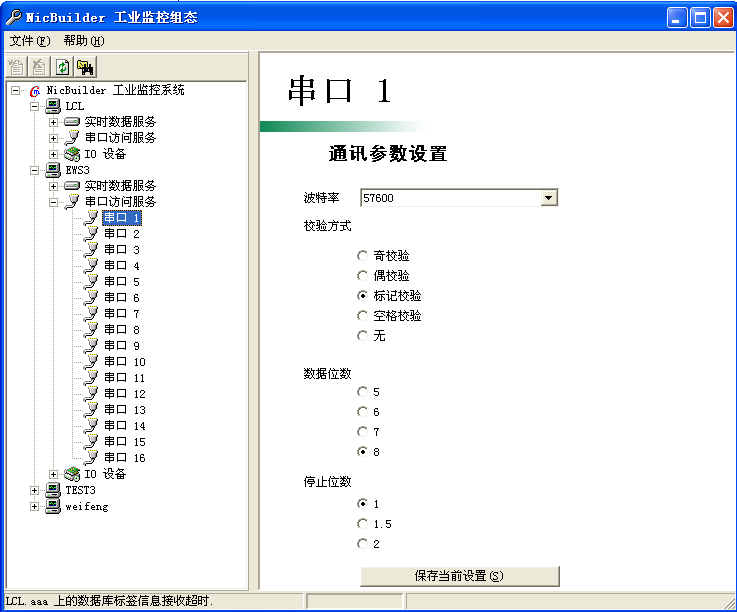 NicBuilder 工业监控组态
文件(F) 帮助(H)
NicBuilder 工业监控系统
LCL
实时数据服务
串口访问服务
IO 设备
EWS3
实时数据服务
串口访问服务
串口 1
串口 2
串口 3
串口 4
串口 5
串口 6
串口 7
串口 8
串口 9
串口 10
串口 11
串口 12
串口 13
串口 14
串口 15
串口 16
IO 设备
TEST3
weifeng
串口 1
通讯参数设置
波特率 57600
校验方式
奇校验
偶校验
标记校验
空格校验
无
数据位数
5
6
7
8
停止位数
1
1.5
2
保存当前设置(S)
LCL.aaa 上的数据库标签信息接收超时.